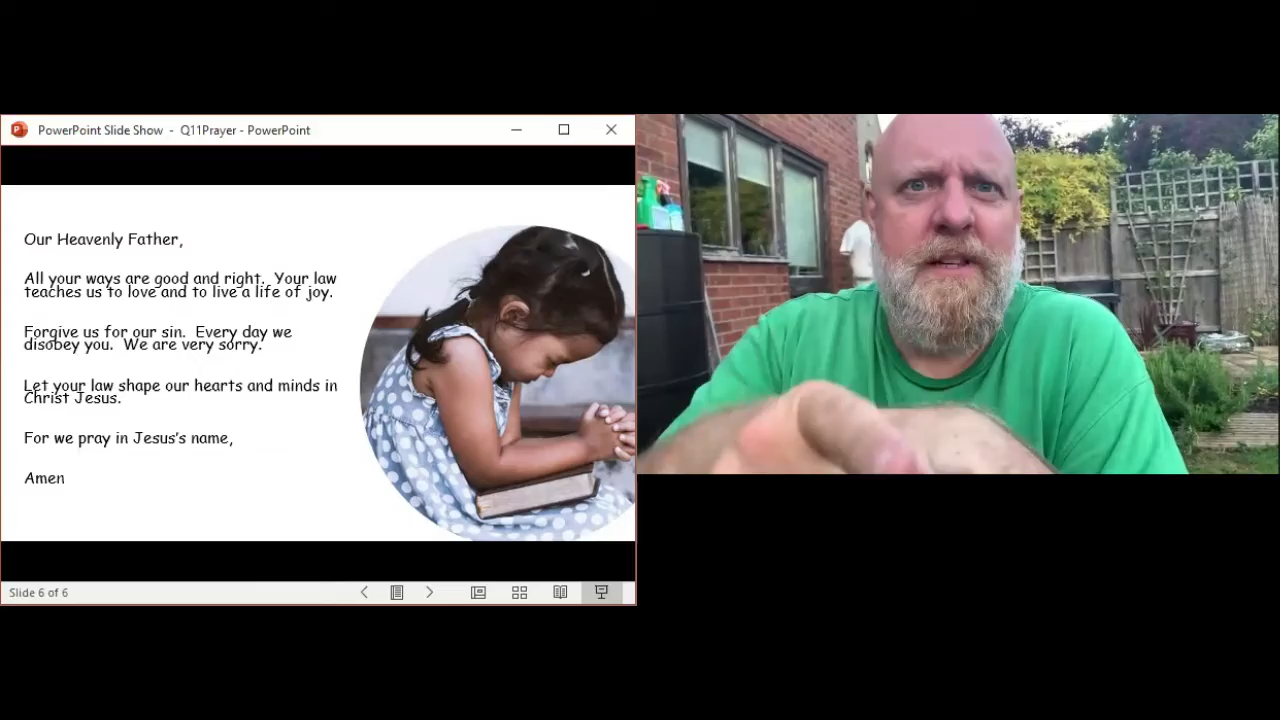 PowerPoint Slide Show - Q11Prayer - PowerPoint
Our Heavenly Father,
All your ways are good and right. Your law
teaches us to love and to live a life of joy.
Forgive us for our sin. Every day we
disobey you. We are very sorry.
Let your law shape our hearts and minds in
Christ Jesus.
For we pray in Jesus's name,
Amen
Slide 6 of 6